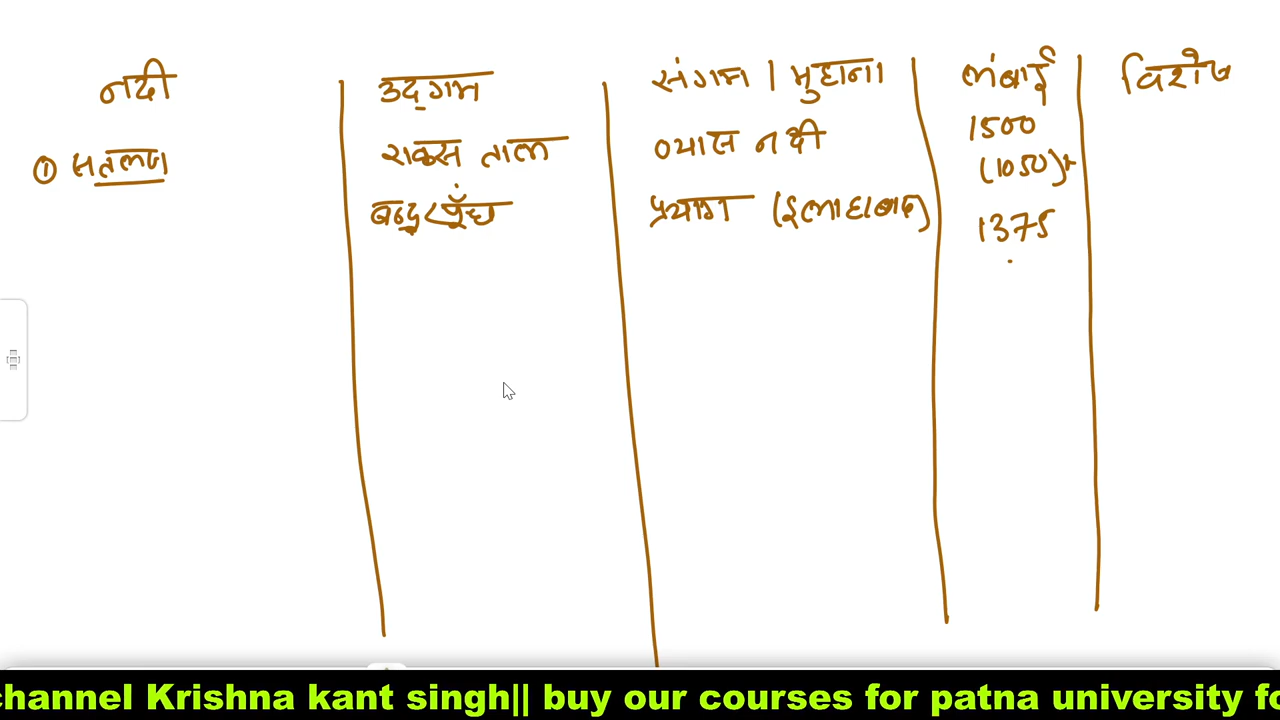 नदी उद्गम संगम | मुहाना लंबाई विशेष
① सतलज राकस ताल व्यास नदी 1500
(1050)
बन्दरपूँछ प्रयाग (इलाहाबाद) 1375
channel Krishna kant singh|| buy our courses for patna university fo